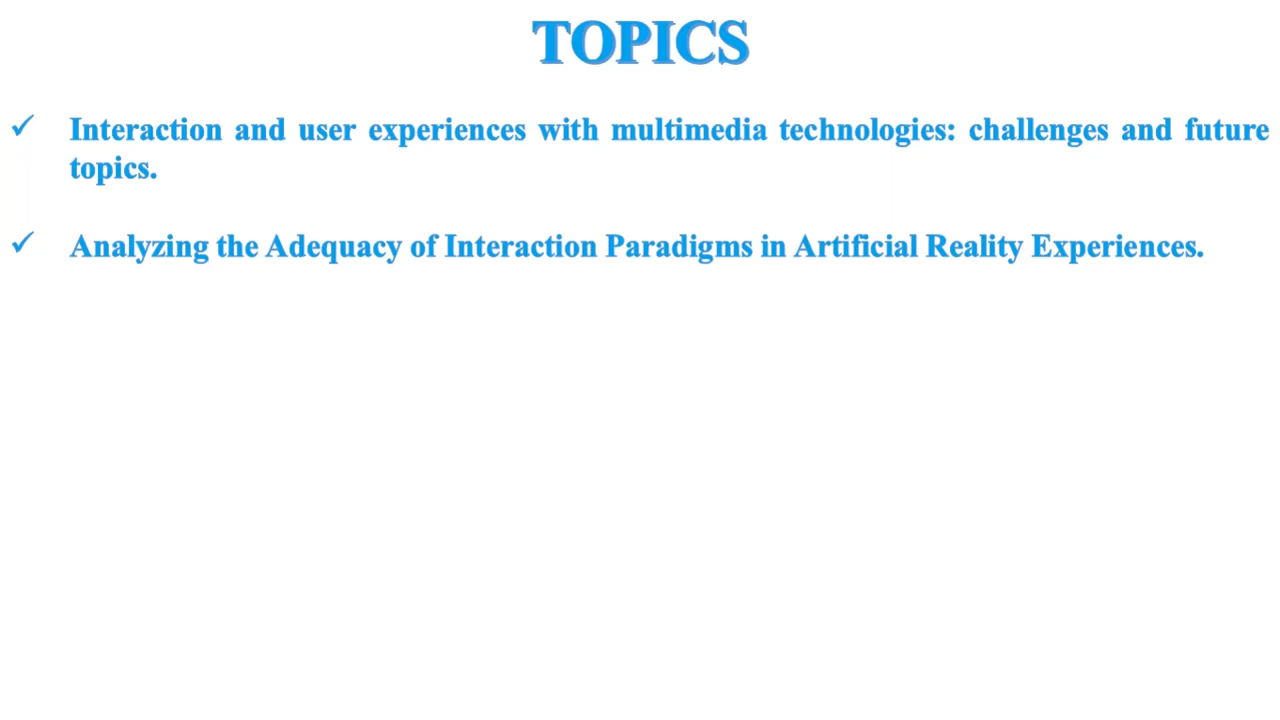 TOPICS
✓ Interaction and user experiences with multimedia technologies: challenges and future
topics.
✓ Analyzing the Adequacy of Interaction Paradigms in Artificial Reality Experiences.